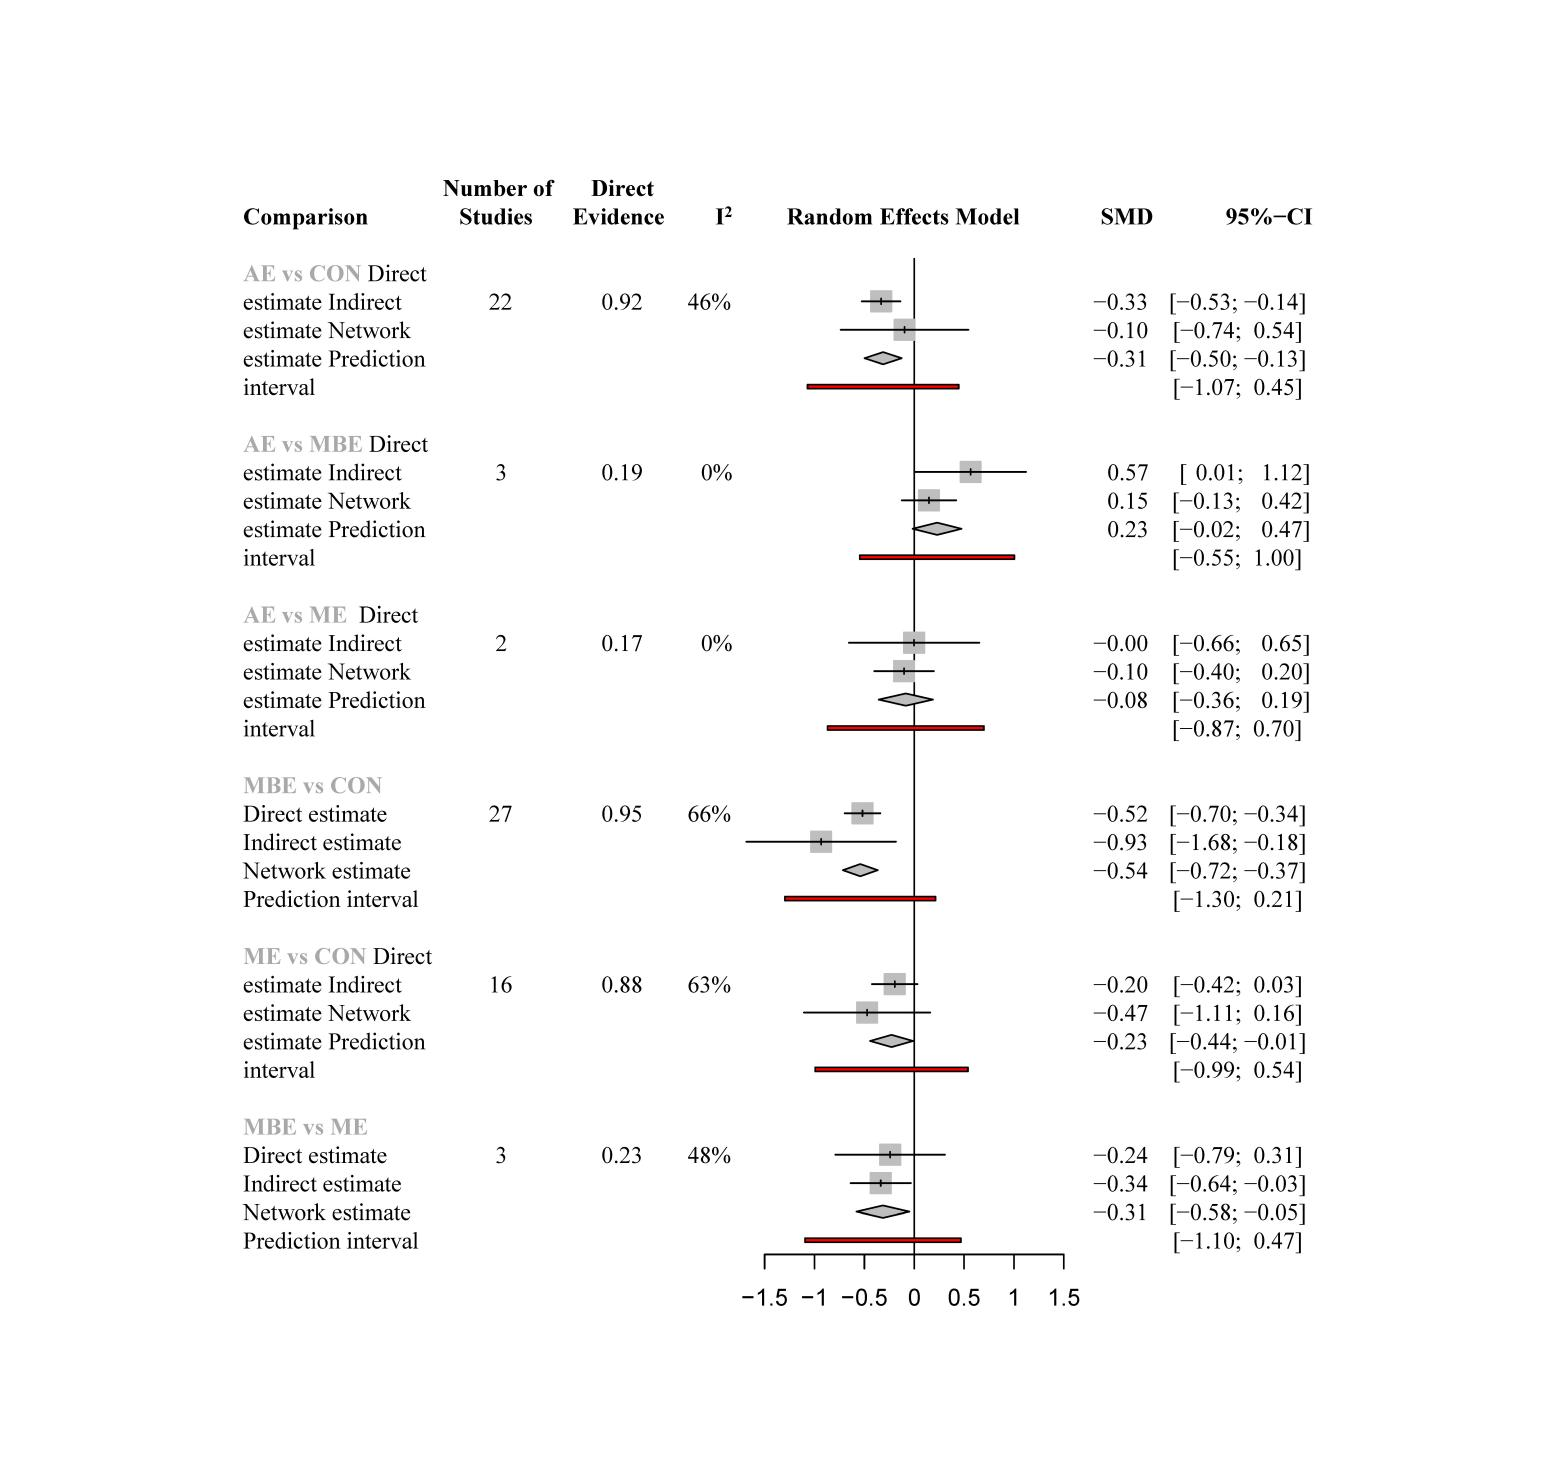 Number of Direct
Comparison Studies Evidence I² Random Effects Model SMD 95%−CI
AE vs CON Direct
estimate Indirect 22 0.92 46% −0.33 [−0.53; −0.14]
estimate Network −0.10 [−0.74; 0.54]
estimate Prediction −0.31 [−0.50; −0.13]
interval [−1.07; 0.45]
AE vs MBE Direct
estimate Indirect 3 0.19 0% 0.57 [ 0.01; 1.12]
estimate Network 0.15 [−0.13; 0.42]
estimate Prediction 0.23 [−0.02; 0.47]
interval [−0.55; 1.00]
AE vs ME Direct
estimate Indirect 2 0.17 0% −0.00 [−0.66; 0.65]
estimate Network −0.10 [−0.40; 0.20]
estimate Prediction −0.08 [−0.36; 0.19]
interval [−0.87; 0.70]
MBE vs CON
Direct estimate 27 0.95 66% −0.52 [−0.70; −0.34]
Indirect estimate −0.93 [−1.68; −0.18]
Network estimate −0.54 [−0.72; −0.37]
Prediction interval [−1.30; 0.21]
ME vs CON Direct
estimate Indirect 16 0.88 63% −0.20 [−0.42; 0.03]
estimate Network −0.47 [−1.11; 0.16]
estimate Prediction −0.23 [−0.44; −0.01]
interval [−0.99; 0.54]
MBE vs ME
Direct estimate 3 0.23 48% −0.24 [−0.79; 0.31]
Indirect estimate −0.34 [−0.64; −0.03]
Network estimate −0.31 [−0.58; −0.05]
Prediction interval [−1.10; 0.47]
−1.5 −1 −0.5 0 0.5 1 1.5